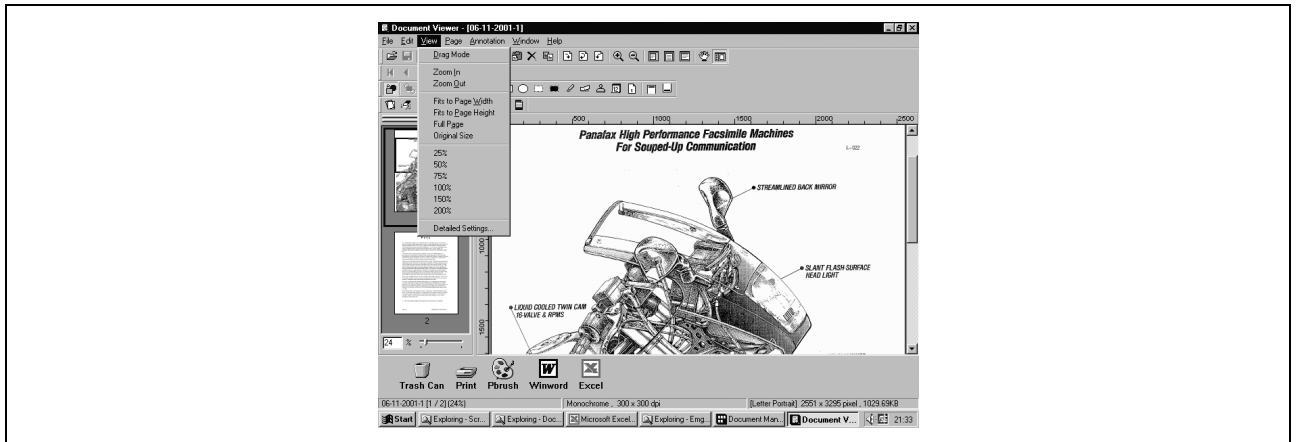 Document Viewer - [06-11-2001-1]
File Edit View Page Annotation Window Help
Drag Mode
Zoom In
Zoom Out
Fits to Page Width
Fits to Page Height
Full Page
Original Size
25%
50%
75%
100%
150%
200%
Detailed Settings...
500 1000 1500 2000 2500
Panafax High Performance Facsimile Machines
For Souped-Up Communication
STREAMLINED BACK MIRROR
1000
SLANT FLASH-SURFACE
HEAD LIGHT
LIQUID COOLED TWIN CAM
16-VALVE & RPMS
2
1500
24 %
Trash Can Print Pbrush Winword Excel
06-11-2001-1 [1 / 2] (24%) Monochrome , 300 x 300 dpi [Letter Portrait] 2551 x 3295 pixel , 1029.69KB
Start Exploring - Scr... Exploring - Doc... Microsoft Excel... Exploring - Emg... Document Man... Document V... 21:33